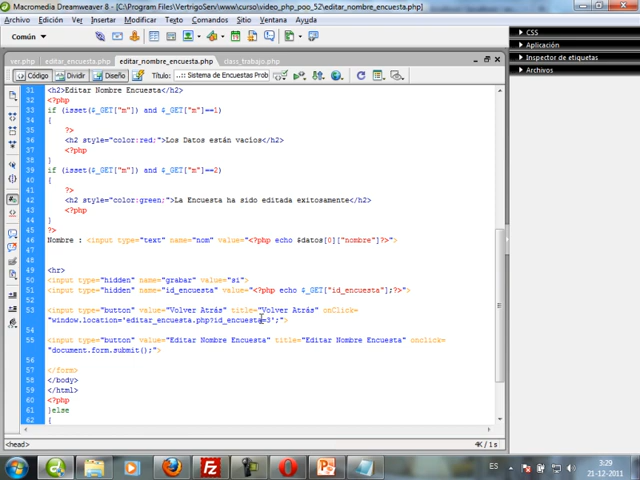 Macromedia Dreamweaver 8 - [C:\Program Files\VertrigoServ\www\curso\video_php_poo_52\editar_nombre_encuesta.php]
Archivo Edición Ver Insertar Modificar Texto Comandos Sitio Ventana Ayuda
Común
CSS
Aplicación
Inspector de etiquetas
Archivos
ver.php editar_encuesta.php editar_nombre_encuesta.php class_trabajo.php
Código Dividir Diseño Título: ..:: Sistema de Encuestas Prob
31 <h2>Editar Nombre Encuesta</h2>
32 <?php
33 if (isset($_GET["m"]) and $_GET["m"]==1)
34 {
35 ?>
36 <h2 style="color:red;">Los Datos están vacíos</h2>
37 <?php
38 }
39 if (isset($_GET["m"]) and $_GET["m"]==2)
40 {
41 ?>
42 <h2 style="color:green;">La Encuesta ha sido editada exitosamente</h2>
43 <?php
44 }
45 ?>
46 Nombre : <input type="text" name="nom" value="<?php echo $datos[0]["nombre"]?>">
47
48
49 <hr>
50 <input type="hidden" name="grabar" value="si">
51 <input type="hidden" name="id_encuesta" value="<?php echo $_GET["id_encuesta"];?>">
52
53 <input type="button" value="Volver Atrás" title="Volver Atrás" onClick=
"window.location='editar_encuesta.php?id_encuesta=3';">
54
55 <input type="button" value="Editar Nombre Encuesta" title="Editar Nombre Encuesta" onclick=
"document.form.submit();">
56
57 </form>
58 </body>
59 </html>
60 <?php
61 }else
62 {
<head>
4K / 1 s
ES
3:29
21-12-2011